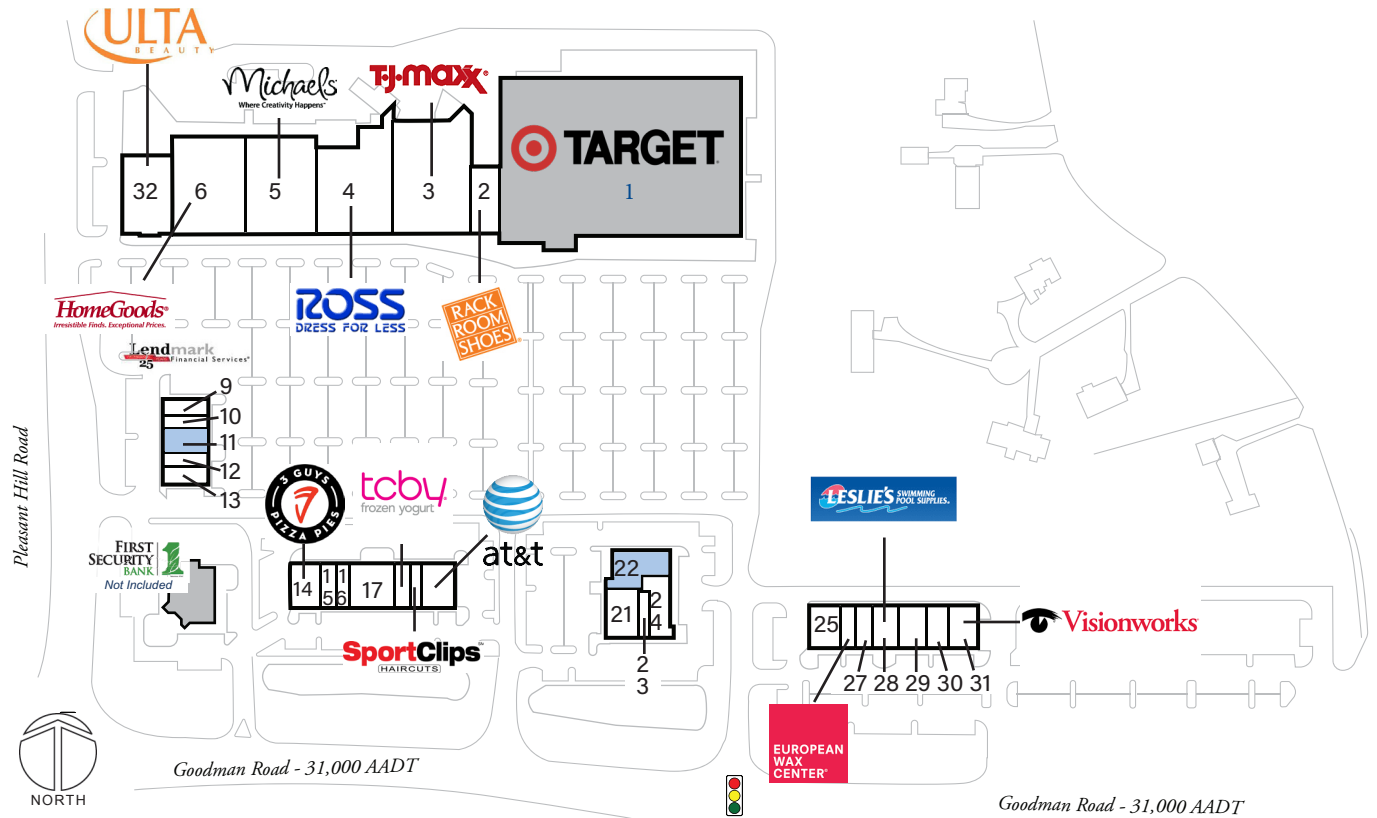 ULTA
BEAUTY
Michaels
Where Creativity Happens™
T·J·maxx®
TARGET
32
6
5
4
3
2
1
HomeGoods®
Irresistible Finds. Exceptional Prices.
ROSS
DRESS FOR LESS
RACK
ROOM
SHOES®
Lendmark
Financial Services®
25
9
10
11
12
13
Pleasant Hill Road
3 GUYS
PIZZA PIES
tcby
frozen yogurt
at&t
LESLIE'S SWIMMING
POOL SUPPLIES.
FIRST
SECURITY
BANK
1
Not Included
14
1
5
1
6
17
22
21
2
4
2
3
SportClips™
HAIRCUTS
25
Visionworks
27
28
29
30
31
EUROPEAN
WAX
CENTER®
NORTH
Goodman Road - 31,000 AADT
Goodman Road - 31,000 AADT